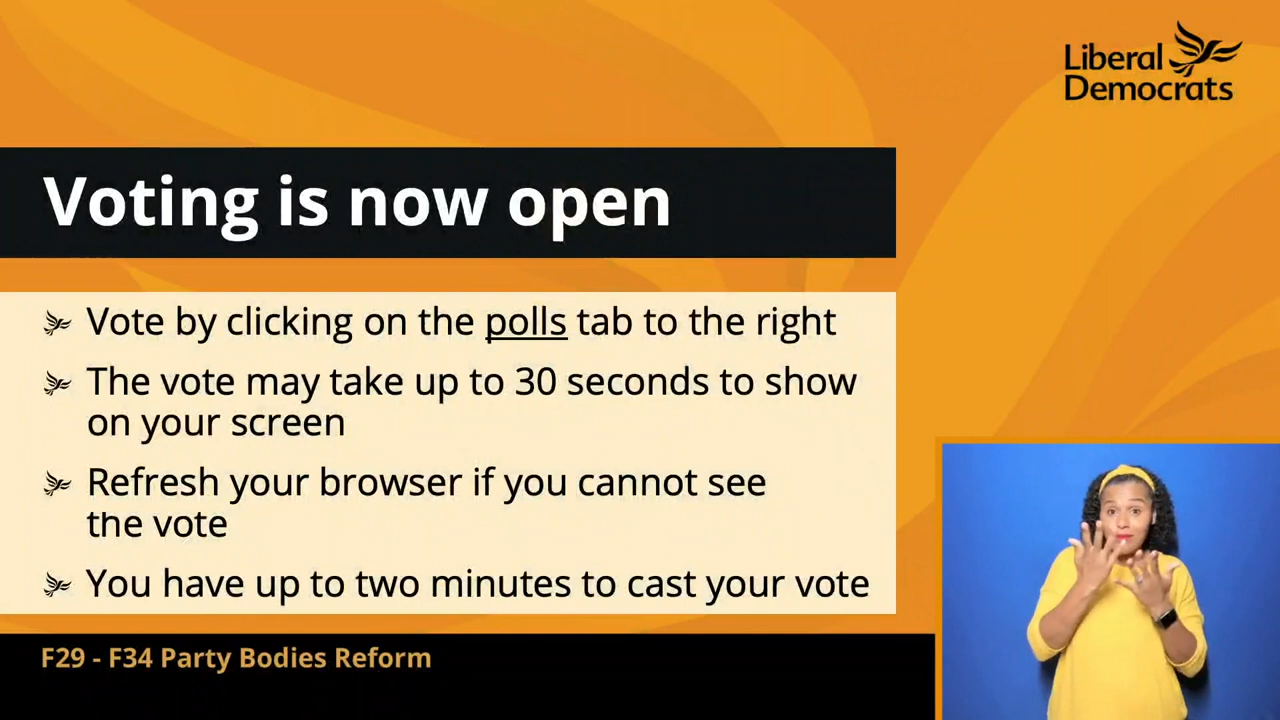 Liberal
Democrats
Voting is now open
Vote by clicking on the polls tab to the right
The vote may take up to 30 seconds to show
on your screen
Refresh your browser if you cannot see
the vote
You have up to two minutes to cast your vote
F29 - F34 Party Bodies Reform